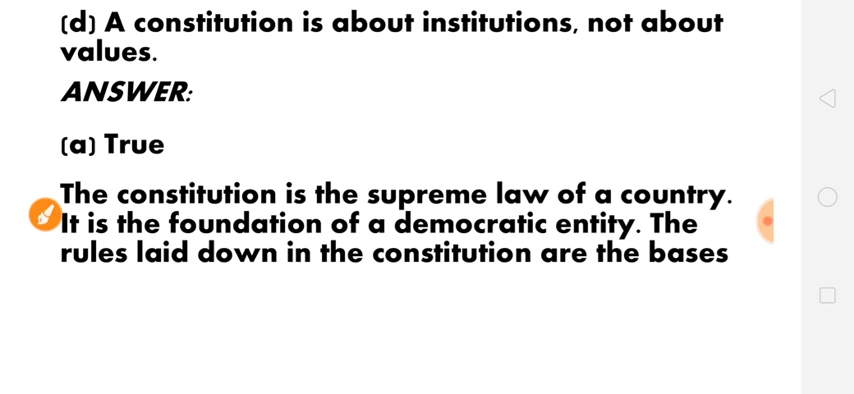 (d) A constitution is about institutions, not about
values.
ANSWER:
(a) True
The constitution is the supreme law of a country.
It is the foundation of a democratic entity. The
rules laid down in the constitution are the bases